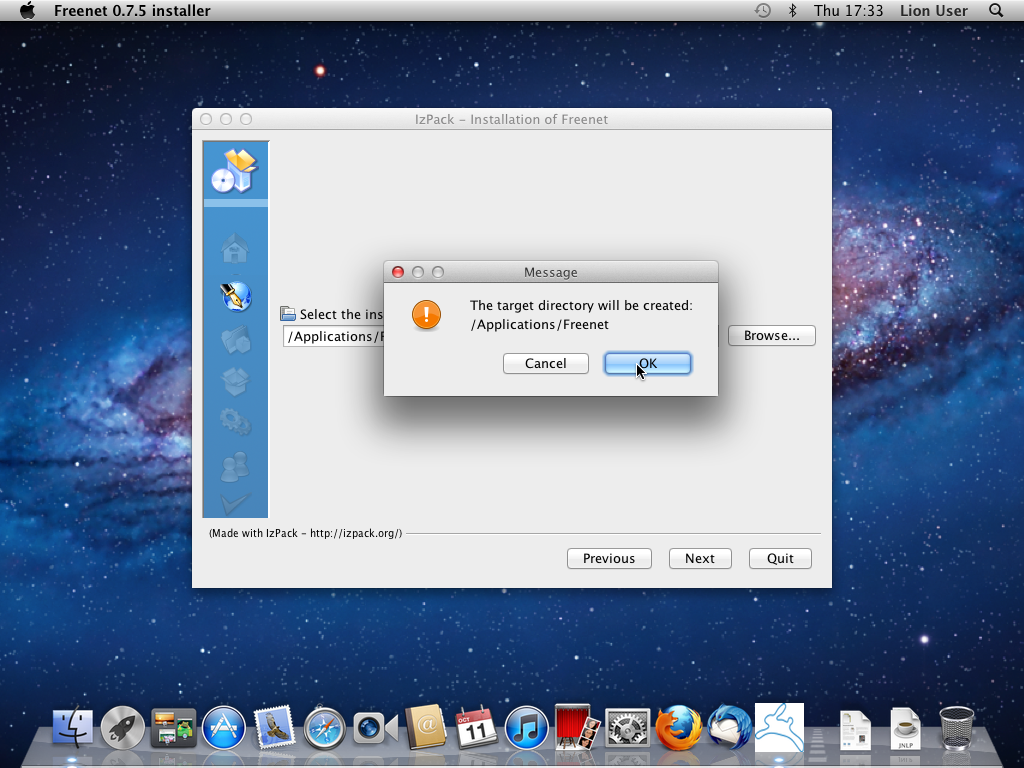 Freenet 0.7.5 installer
Thu 17:33
Lion User
IzPack - Installation of Freenet
Message
The target directory will be created:
/Applications/Freenet
Select the ins
/Applications/F
Browse...
Cancel
OK
(Made with IzPack - http://izpack.org/)
Previous
Next
Quit
OCT
11
JNLP